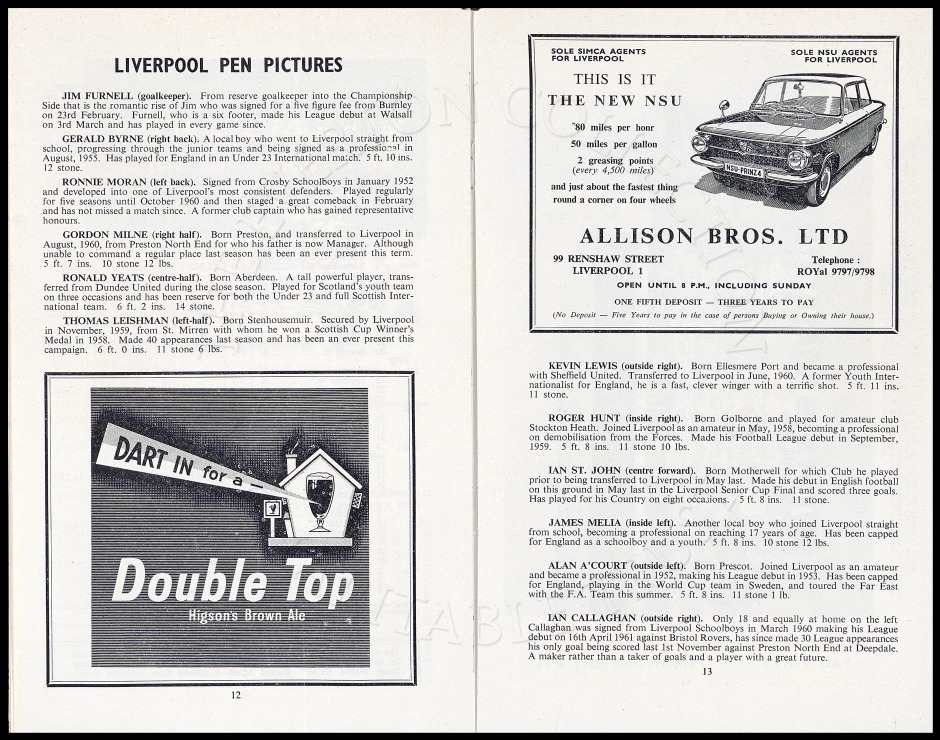 LIVERPOOL PEN PICTURES
JIM FURNELL (goalkeeper). From reserve goalkeeper into the Championship
Side that is the romantic rise of Jim who was signed for a five figure fee from Burnley
on 23rd February. Furnell, who is a six footer, made his League debut at Walsall
on 3rd March and has played in every game since.
GERALD BYRNE (right back). A local boy who went to Liverpool straight from
school, progressing through the junior teams and being signed as a professional in
August, 1955. Has played for England in an Under 23 International match. 5 ft. 10 ins.
12 stone.
RONNIE MORAN (left back). Signed from Crosby Schoolboys in January 1952
and developed into one of Liverpool's most consistent defenders. Played regularly
for five seasons until October 1960 and then staged a great comeback in February
and has not missed a match since. A former club captain who has gained representative
honours.
GORDON MILNE (right half). Born Preston, and transferred to Liverpool in
August, 1960, from Preston North End for who his father is now Manager. Although
unable to command a regular place last season has been an ever present this term.
5 ft. 7 ins. 10 stone 12 lbs.
RONALD YEATS (centre-half). Born Aberdeen. A tall powerful player, trans-
ferred from Dundee United during the close season. Played for Scotland's youth team
on three occasions and has been reserve for both the Under 23 and full Scottish Inter-
national team. 6 ft. 2 ins. 14 stone.
THOMAS LEISHMAN (left-half). Born Stenhousemuir. Secured by Liverpool
in November, 1959, from St. Mirren with whom he won a Scottish Cup Winner's
Medal in 1958. Made 40 appearances last season and has been an ever present this
campaign. 6 ft. 0 ins. 11 stone 6 lbs.
DART IN for a —
Double Top
Higson's Brown Ale
12
SOLE SIMCA AGENTS
FOR LIVERPOOL
SOLE NSU AGENTS
FOR LIVERPOOL
THIS IS IT
THE NEW NSU
80 miles per hour
50 miles per gallon
2 greasing points
(every 4,500 miles)
and just about the fastest thing
round a corner on four wheels
NSU-PRINZ 4
ALLISON BROS. LTD
99 RENSHAW STREET
LIVERPOOL 1
Telephone :
ROYal 9797/9798
OPEN UNTIL 8 P.M., INCLUDING SUNDAY
ONE FIFTH DEPOSIT — THREE YEARS TO PAY
(No Deposit — Five Years to pay in the case of persons Buying or Owning their house.)
KEVIN LEWIS (outside right). Born Ellesmere Port and became a professional
with Sheffield United. Transferred to Liverpool in June, 1960. A former Youth Inter-
nationalist for England, he is a fast, clever winger with a terrific shot. 5 ft. 11 ins.
11 stone.
ROGER HUNT (inside right). Born Golborne and played for amateur club
Stockton Heath. Joined Liverpool as an amateur in May, 1958, becoming a professional
on demobilisation from the Forces. Made his Football League debut in September,
1959. 5 ft. 8 ins. 11 stone 10 lbs.
IAN ST. JOHN (centre forward). Born Motherwell for which Club he played
prior to being transferred to Liverpool in May last. Made his debut in English football
on this ground in May last in the Liverpool Senior Cup Final and scored three goals.
Has played for his Country on eight occasions. 5 ft. 8 ins. 11 stone.
JAMES MELIA (inside left). Another local boy who joined Liverpool straight
from school, becoming a professional on reaching 17 years of age. Has been capped
for England as a schoolboy and a youth. 5 ft. 8 ins. 10 stone 12 lbs.
ALAN A'COURT (outside left). Born Prescot. Joined Liverpool as an amateur
and became a professional in 1952, making his League debut in 1953. Has been capped
for England, playing in the World Cup team in Sweden, and toured the Far East
with the F.A. Team this summer. 5 ft. 8 ins. 11 stone 1 lb.
IAN CALLAGHAN (outside right). Only 18 and equally at home on the left
Callaghan was signed from Liverpool Schoolboys in March 1960 making his League
debut on 16th April 1961 against Bristol Rovers, has since made 30 League appearances
his only goal being scored last 1st November against Preston North End at Deepdale.
A maker rather than a taker of goals and a player with a great future.
13